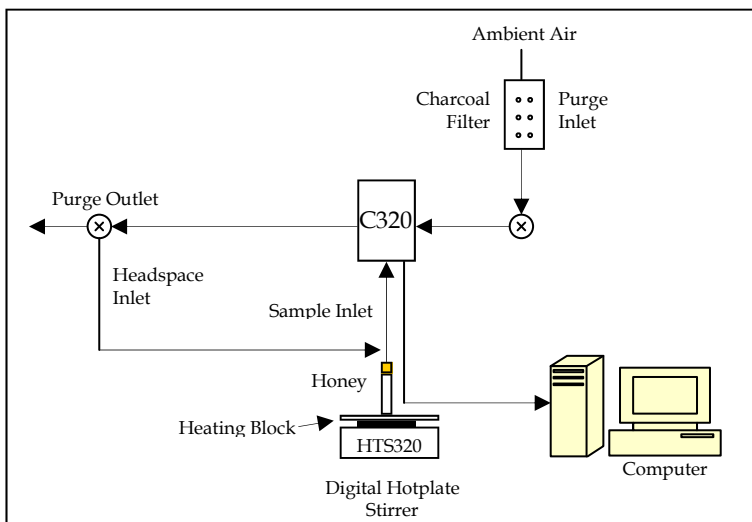 Ambient Air
Charcoal
Filter
Purge
Inlet
Purge Outlet
C320
Headspace
Inlet
Sample Inlet
Honey
Heating Block
HTS320
Computer
Digital Hotplate
Stirrer